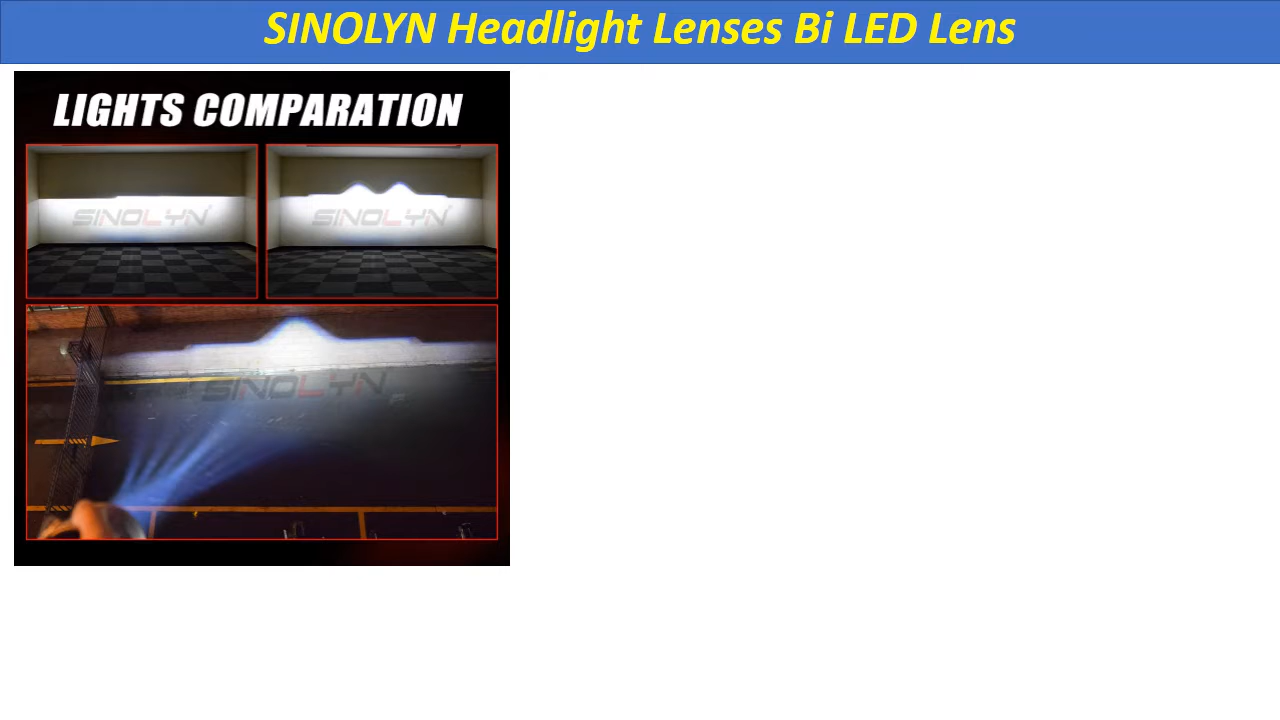 SINOLYN Headlight Lenses Bi LED Lens
LIGHTS COMPARATION
SINOLYN
SINOLYN
SINOLYN